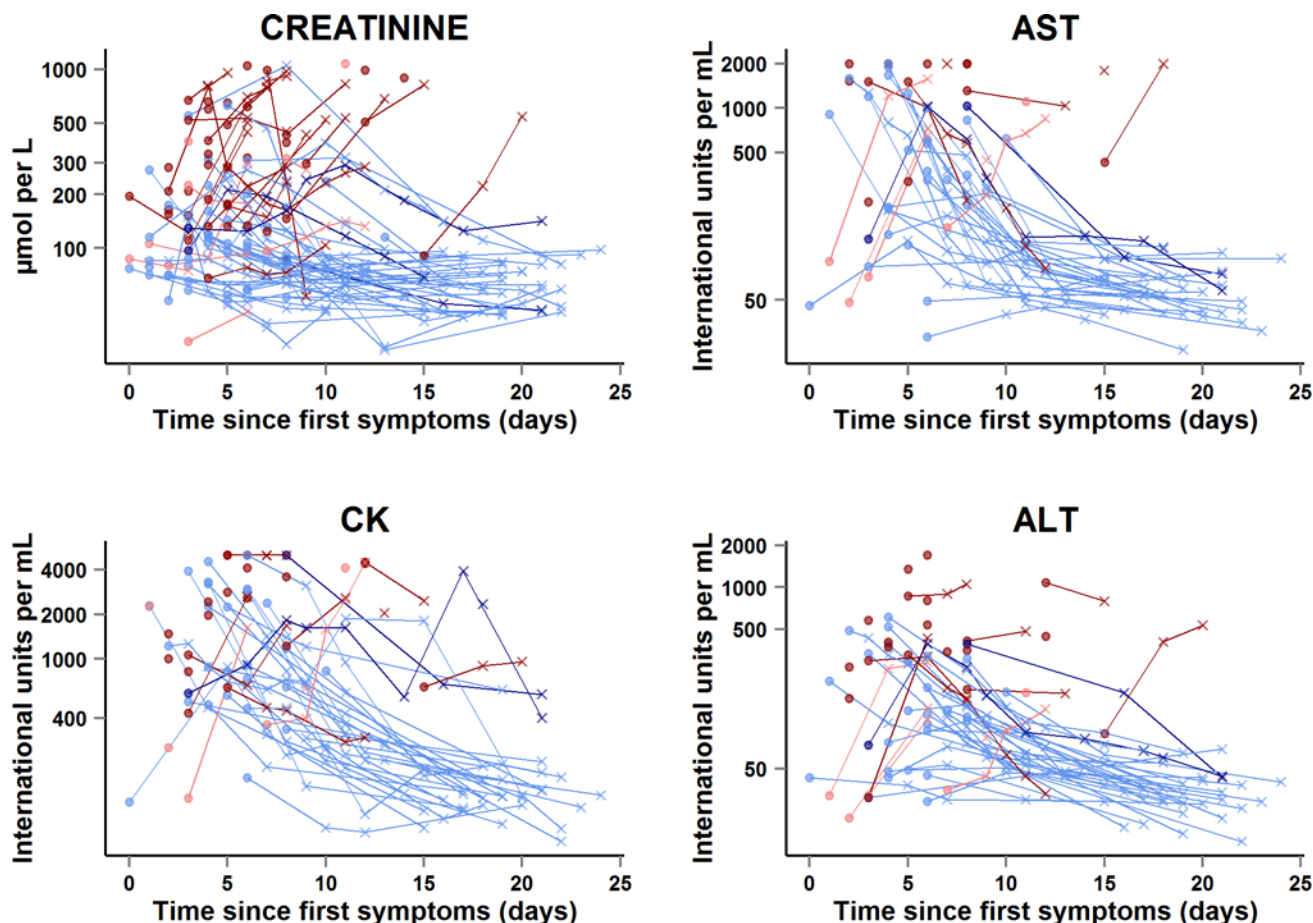 CREATININE
µmol per L
1000
500
300
200
100
0 5 10 15 20 25
Time since first symptoms (days)
AST
International units per mL
2000
1000
500
50
0 5 10 15 20 25
Time since first symptoms (days)
CK
International units per mL
4000
2000
1000
400
0 5 10 15 20 25
Time since first symptoms (days)
ALT
International units per mL
2000
1000
500
50
0 5 10 15 20 25
Time since first symptoms (days)